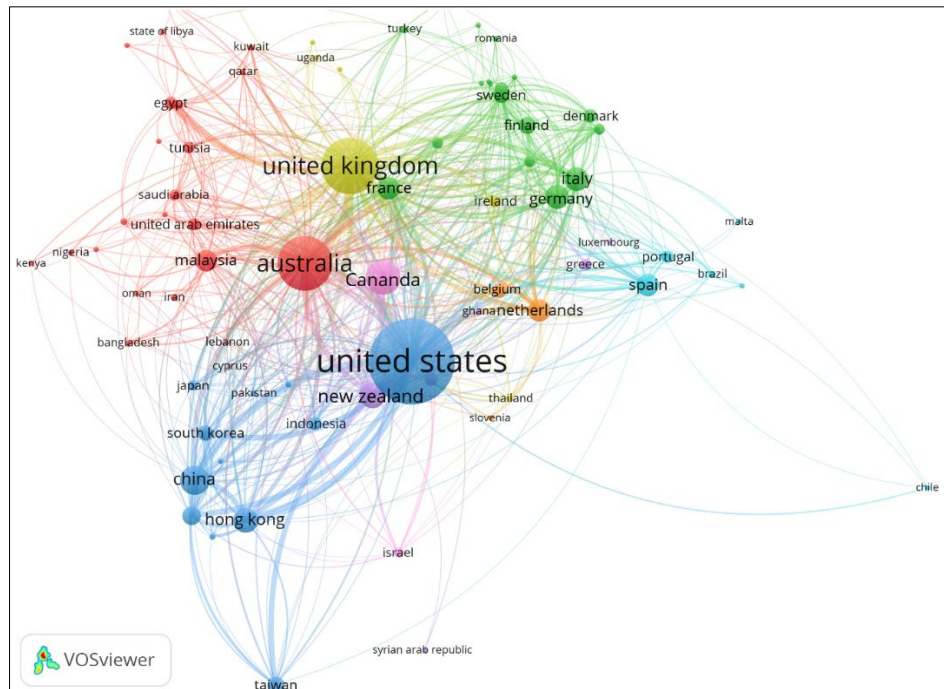 state of libya
turkey
romania
kuwait
uganda
qatar
sweden
egypt
denmark
finland
tunisia
united kingdom
italy
france
saudi arabia
ireland
germany
united arab emirates
malta
luxembourg
nigeria
portugal
kenya
malaysia
australia
greece
brazil
Cananda
spain
belgium
oman
iran
ghana
netherlands
bangladesh
lebanon
united states
cyprus
japan
pakistan
new zealand
thailand
slovenia
indonesia
south korea
china
chile
hong kong
israel
syrian arab republic
VOSviewer
taiwan